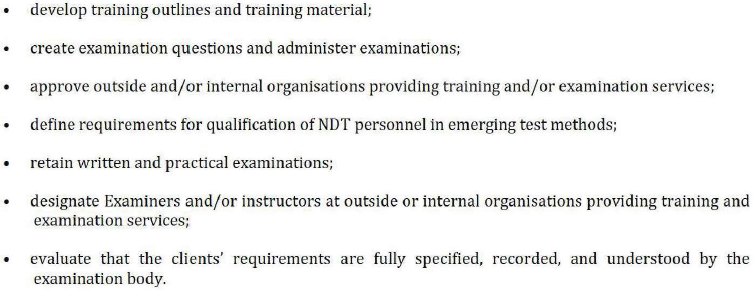 • develop training outlines and training material;
• create examination questions and administer examinations;
• approve outside and/or internal organisations providing training and/or examination services;
• define requirements for qualification of NDT personnel in emerging test methods;
• retain written and practical examinations;
• designate Examiners and/or instructors at outside or internal organisations providing training and
examination services;
• evaluate that the clients’ requirements are fully specified, recorded, and understood by the
examination body.